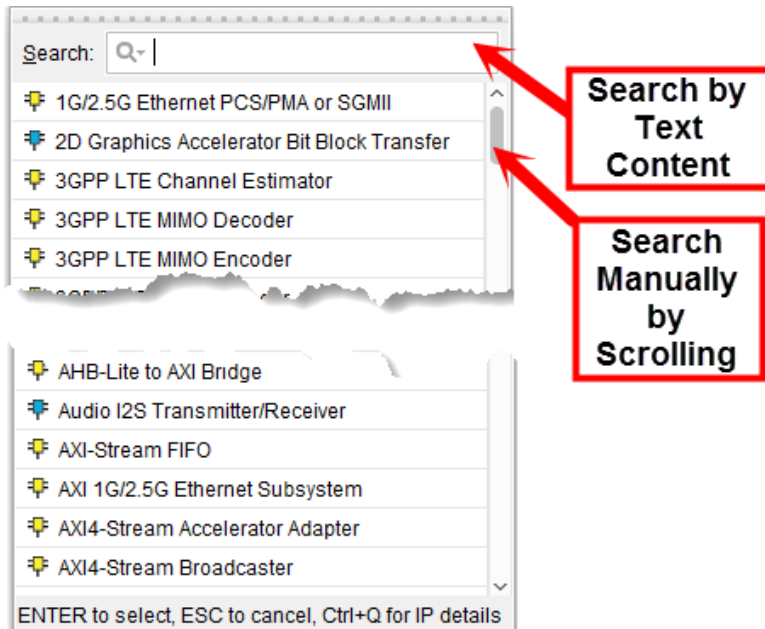 Search:
1G/2.5G Ethernet PCS/PMA or SGMII
2D Graphics Accelerator Bit Block Transfer
3GPP LTE Channel Estimator
3GPP LTE MIMO Decoder
3GPP LTE MIMO Encoder
AHB-Lite to AXI Bridge
Audio I2S Transmitter/Receiver
AXI-Stream FIFO
AXI 1G/2.5G Ethernet Subsystem
AXI4-Stream Accelerator Adapter
AXI4-Stream Broadcaster
ENTER to select, ESC to cancel, Ctrl+Q for IP details
Search by
Text
Content
Search
Manually
by
Scrolling